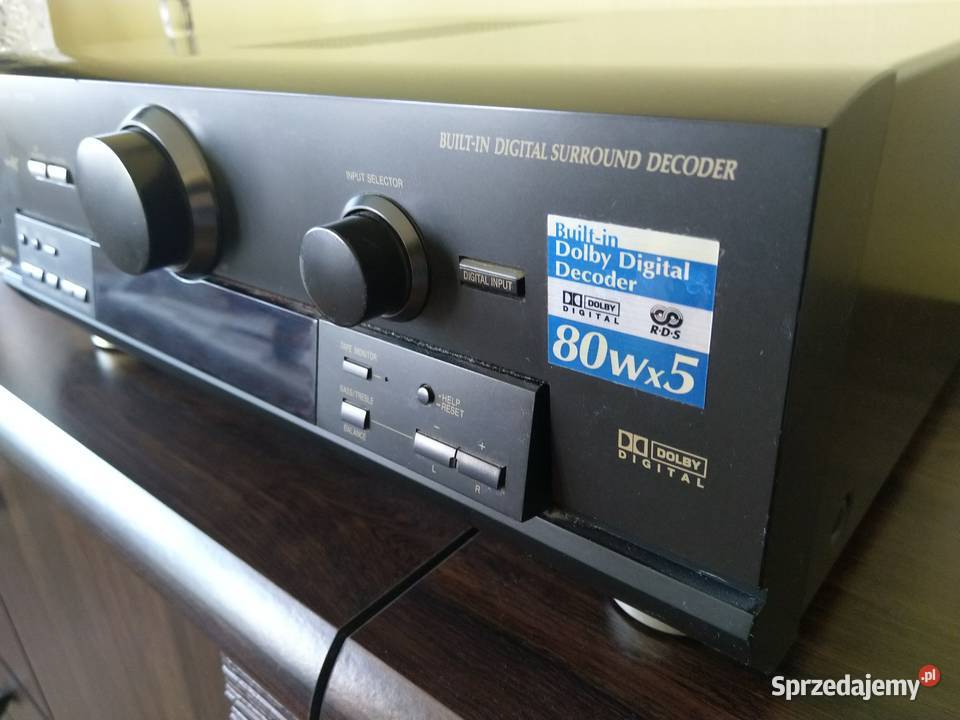 BUILT-IN DIGITAL SURROUND DECODER
INPUT SELECTOR
DIGITAL INPUT
Built-in
Dolby Digital
Decoder
DOLBY
DIGITAL
R·D·S
80Wx5
TAPE MONITOR
BASS/TREBLE
BALANCE
•HELP
–RESET
− +
L R
DOLBY
DIGITAL
Sprzedajemy.pl